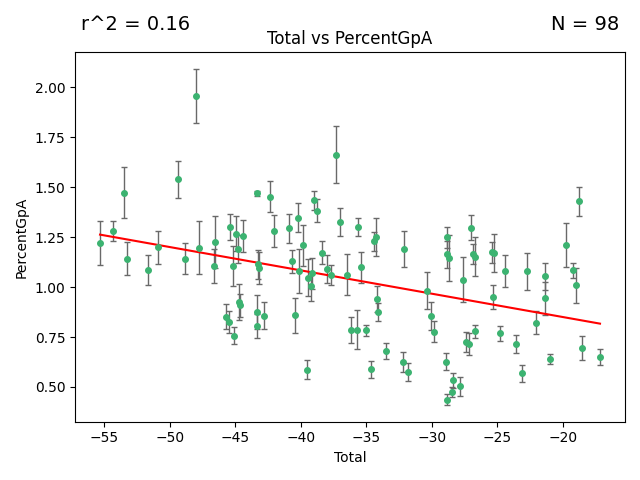 r^2 = 0.16
N = 98
Total vs PercentGpA
PercentGpA
2.00
1.75
1.50
1.25
1.00
0.75
0.50
−55 −50 −45 −40 −35 −30 −25 −20
Total